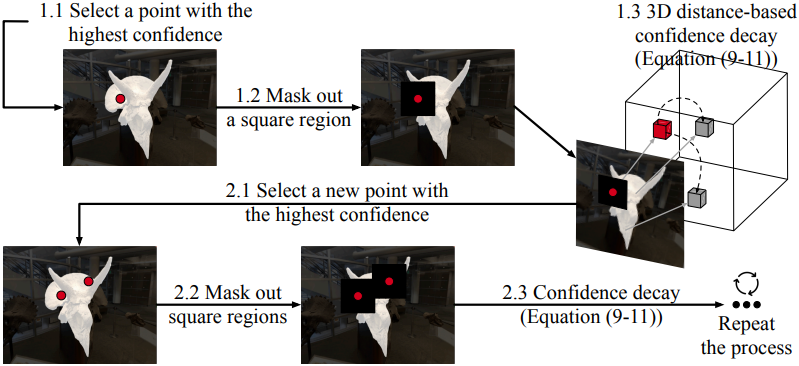 1.1 Select a point with the
highest confidence
1.2 Mask out
a square region
1.3 3D distance-based
confidence decay
(Equation (9-11))
2.1 Select a new point with
the highest confidence
2.2 Mask out
square regions
2.3 Confidence decay
(Equation (9-11))
Repeat
the process